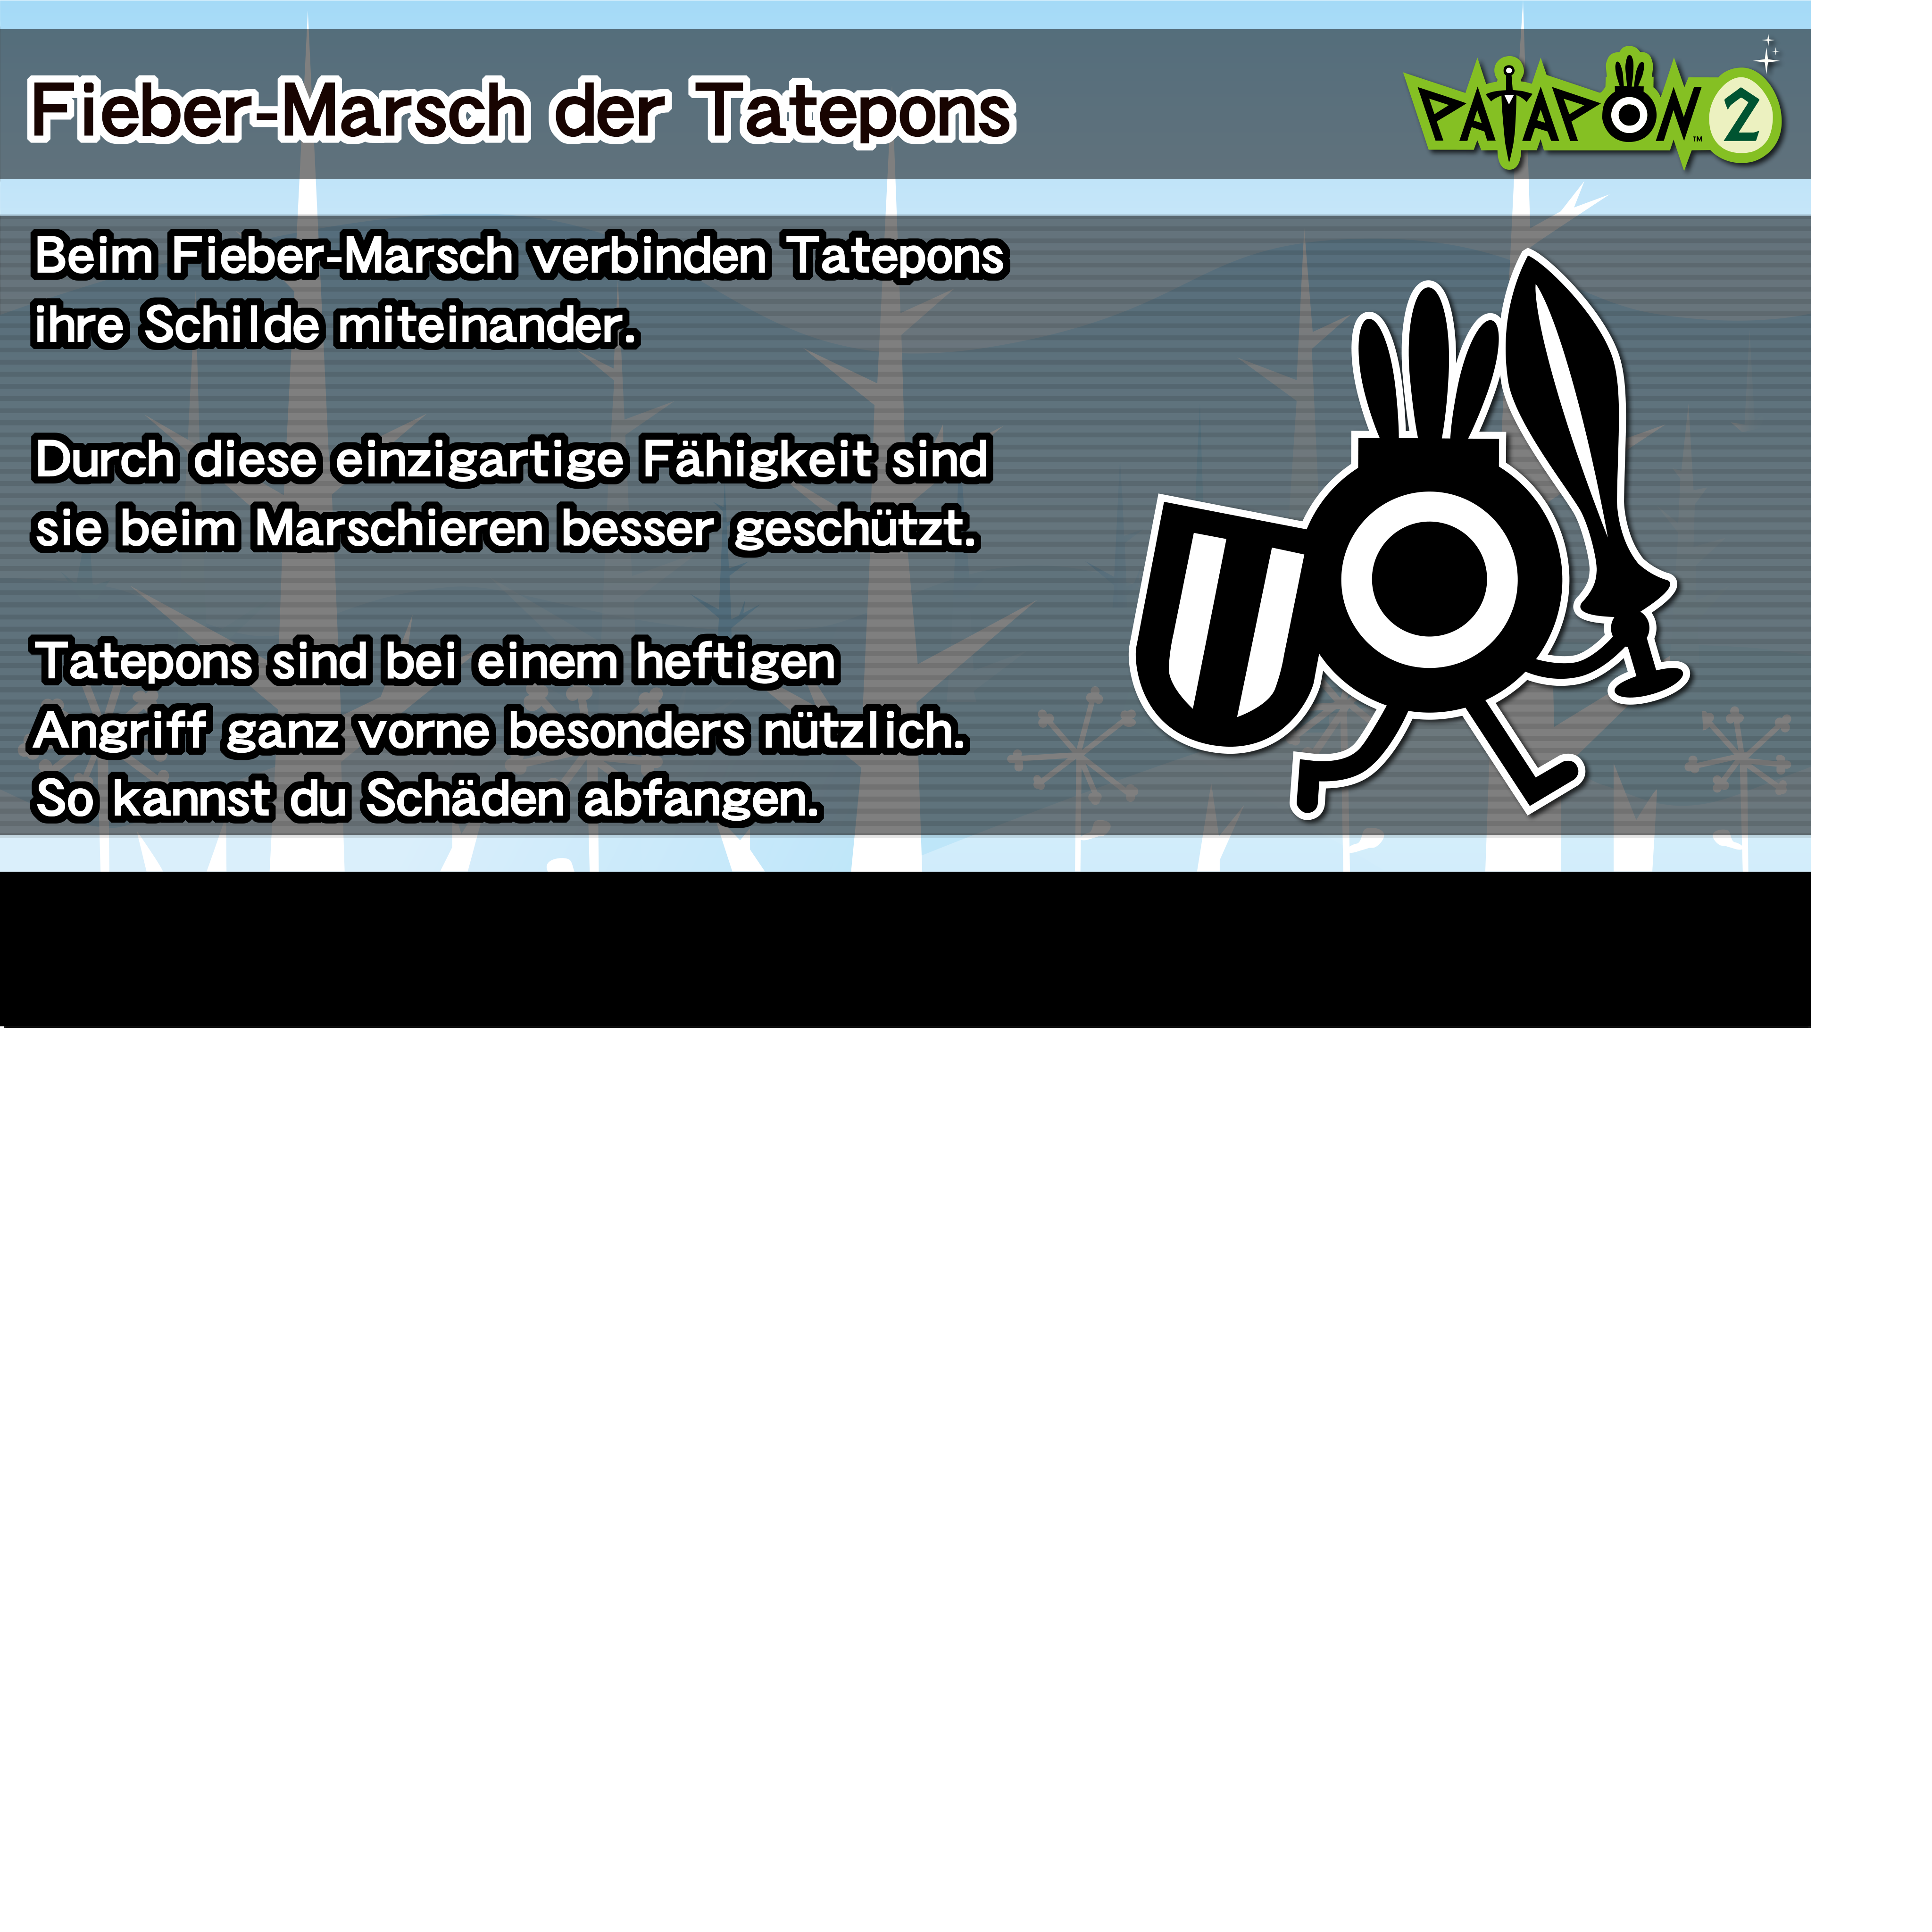 Fieber-Marsch der Tatepons
PATAPON™ 2
Beim Fieber-Marsch verbinden Tatepons
ihre Schilde miteinander.
Durch diese einzigartige Fähigkeit sind
sie beim Marschieren besser geschützt.
Tatepons sind bei einem heftigen
Angriff ganz vorne besonders nützlich.
So kannst du Schäden abfangen.